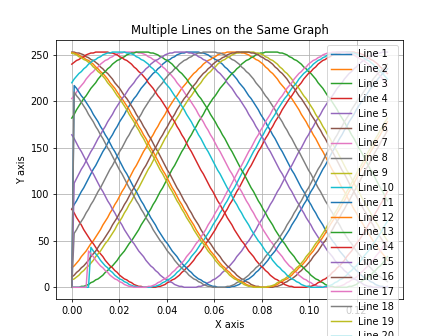 Multiple Lines on the Same Graph
Y axis
250
200
150
100
50
0
0.00 0.02 0.04 0.06 0.08 0.10
X axis
Line 1
Line 2
Line 3
Line 4
Line 5
Line 6
Line 7
Line 8
Line 9
Line 10
Line 11
Line 12
Line 13
Line 14
Line 15
Line 16
Line 17
Line 18
Line 19
Line 20